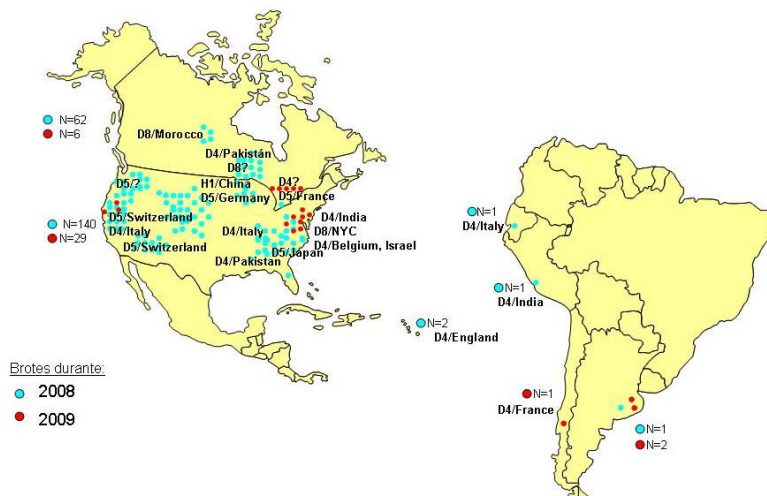 N=62
N=6
D8/Morocco
D4/Pakistán
D8?
D5/?
H1/China
D5/Germany
D4?
D5/France
N=140
N=29
D5/Switzerland
D4/Italy
D5/Switzerland
D4/Italy
D4/Pakistan
D5/Japan
D4/India
D8/NYC
D4/Belgium, Israel
N=2
D4/England
N=1
D4/Italy
N=1
D4/India
N=1
D4/France
N=1
N=2
Brotes durante:
2008
2009